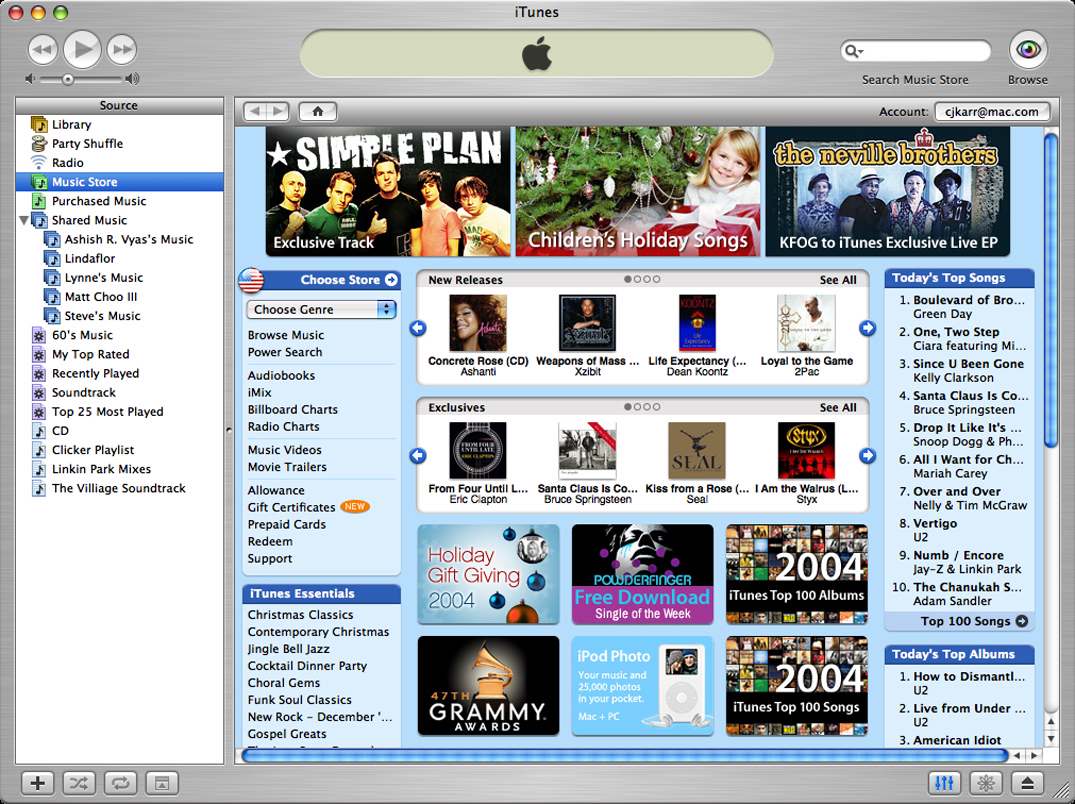 iTunes
Search Music Store
Browse
Source
Library
Party Shuffle
Radio
Music Store
Purchased Music
Shared Music
Ashish R. Vyas's Music
Lindaflor
Lynne's Music
Matt Choo III
Steve's Music
60's Music
My Top Rated
Recently Played
Soundtrack
Top 25 Most Played
CD
Clicker Playlist
Linkin Park Mixes
The Villiage Soundtrack
Account: cjkarr@mac.com
SIMPLE PLAN
Exclusive Track
Children's Holiday Songs
the neville brothers
KFOG to iTunes Exclusive Live EP
Choose Store
Choose Genre
Browse Music
Power Search
Audiobooks
iMix
Billboard Charts
Radio Charts
Music Videos
Movie Trailers
Allowance
Gift Certificates NEW
Prepaid Cards
Redeem
Support
iTunes Essentials
Christmas Classics
Contemporary Christmas
Jingle Bell Jazz
Cocktail Dinner Party
Choral Gems
Funk Soul Classics
New Rock – December '...
Gospel Greats
New Releases See All
Concrete Rose (CD)
Ashanti
Weapons of Mass ...
Xzibit
KOONTZ
Life Expectancy (...
Dean Koontz
Loyal to the Game
2Pac
Exclusives See All
FROM FOUR
UNTIL LATE
ERIC CLAPTON
From Four Until L...
Eric Clapton
Santa Claus Is Co...
Bruce Springsteen
SEAL
Kiss from a Rose (...
Seal
STYX
I Am the Walrus (L...
Styx
Holiday
Gift Giving
2004
POWDERFINGER
Free Download
Single of the Week
2004
iTunes Top 100 Albums
47TH
GRAMMY
AWARDS
iPod Photo
Your music and
25,000 photos
in your pocket.
Mac + PC
2004
iTunes Top 100 Songs
Today's Top Songs
1. Boulevard of Bro...
Green Day
2. One, Two Step
Ciara featuring Mi...
3. Since U Been Gone
Kelly Clarkson
4. Santa Claus Is Co...
Bruce Springsteen
5. Drop It Like It's ...
Snoop Dogg & Ph...
6. All I Want for Ch...
Mariah Carey
7. Over and Over
Nelly & Tim McGraw
8. Vertigo
U2
9. Numb / Encore
Jay-Z & Linkin Park
10. The Chanukah S...
Adam Sandler
Top 100 Songs
Today's Top Albums
1. How to Dismantl...
U2
2. Live from Under ...
U2
3. American Idiot